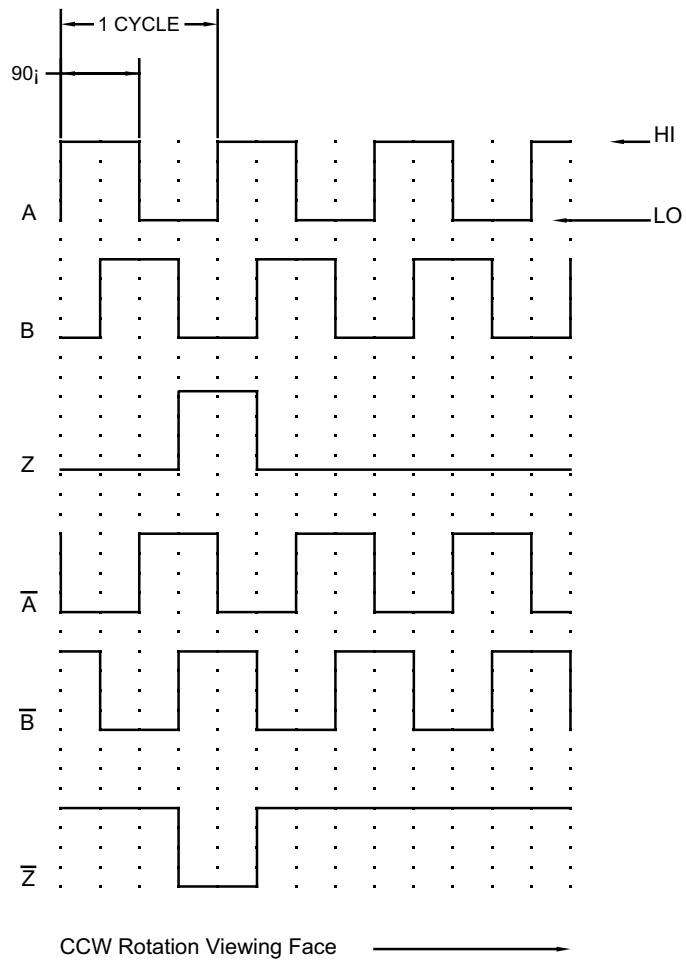 1 CYCLE
90¡
HI
A
LO
B
Z
A̅
B̅
Z̅
CCW Rotation Viewing Face